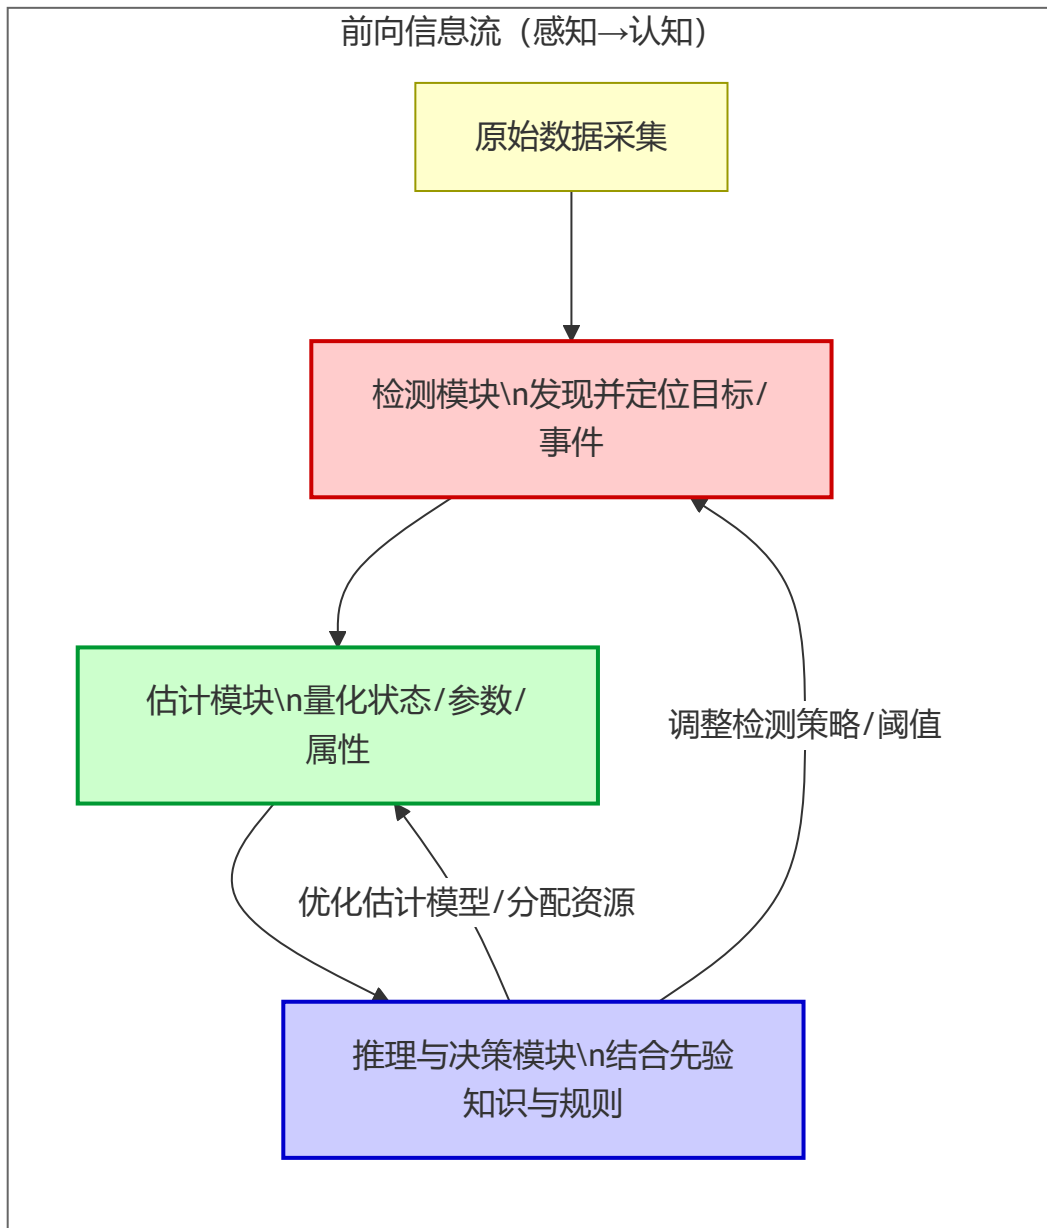 前向信息流（感知→认知）
原始数据采集
检测模块\n发现并定位目标/
事件
估计模块\n量化状态/参数/
属性
调整检测策略/阈值
优化估计模型/分配资源
推理与决策模块\n结合先验
知识与规则